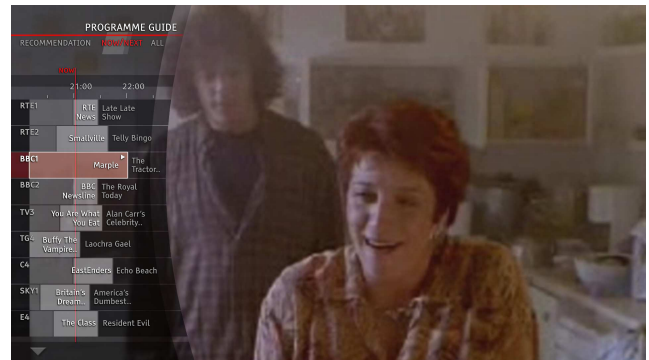 PROGRAMME GUIDE
RECOMMENDATION NOW/NEXT ALL
21:00 22:00
RTE1 RTE Late Late
News Show
RTE2 Smallville Telly Bingo
BBC1 Marple The
Tractor..
BBC2 BBC The Royal
Newsline Today
TV3 You Are What Alan Carr's
You Eat Celebrity..
TG4 Buffy The Laochra Gael
Vampire..
C4 EastEnders Echo Beach
SKY1 Britain's America's
Dream.. Dumbest..
E4 The Class Resident Evil